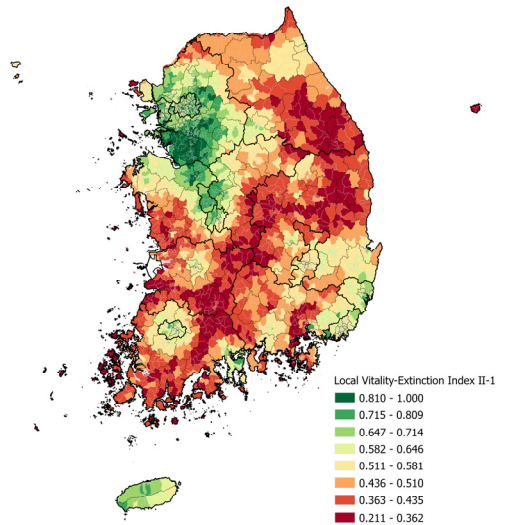 Local Vitality-Extinction Index II-1
0.810 - 1.000
0.715 - 0.809
0.647 - 0.714
0.582 - 0.646
0.511 - 0.581
0.436 - 0.510
0.363 - 0.435
0.211 - 0.362